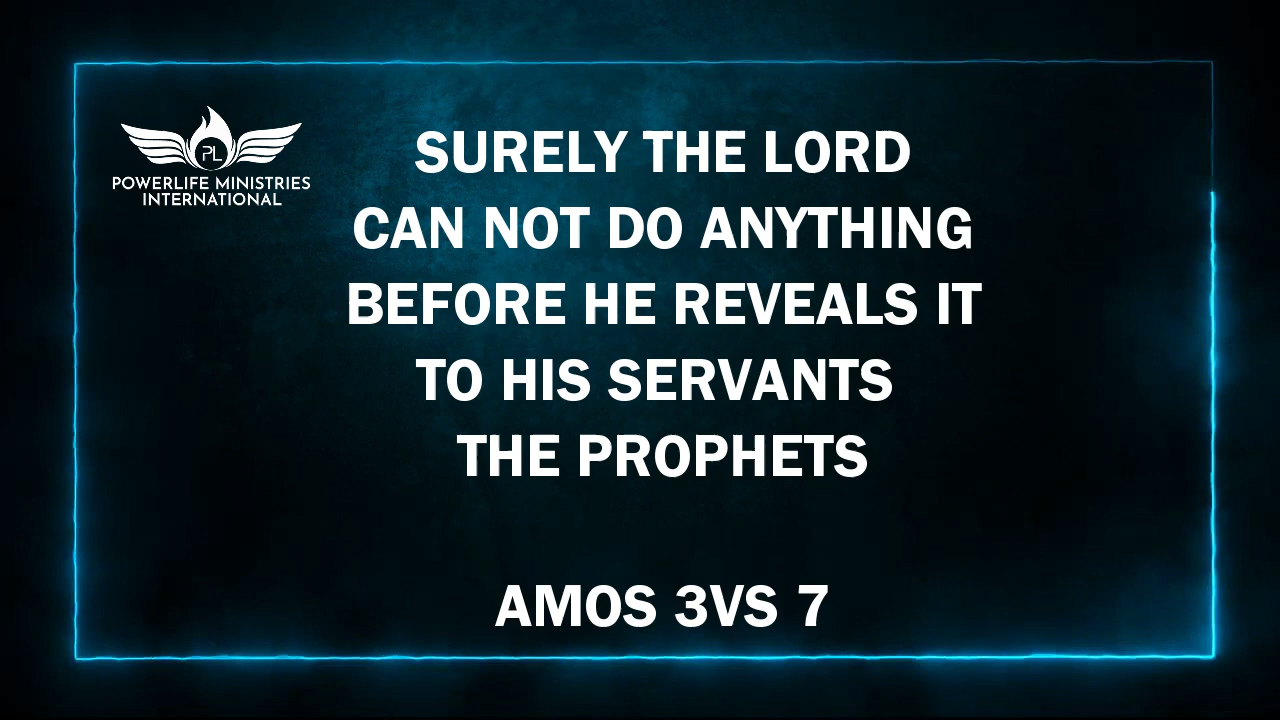 PL
POWERLIFE MINISTRIES
INTERNATIONAL
SURELY THE LORD
CAN NOT DO ANYTHING
BEFORE HE REVEALS IT
TO HIS SERVANTS
THE PROPHETS
AMOS 3VS 7